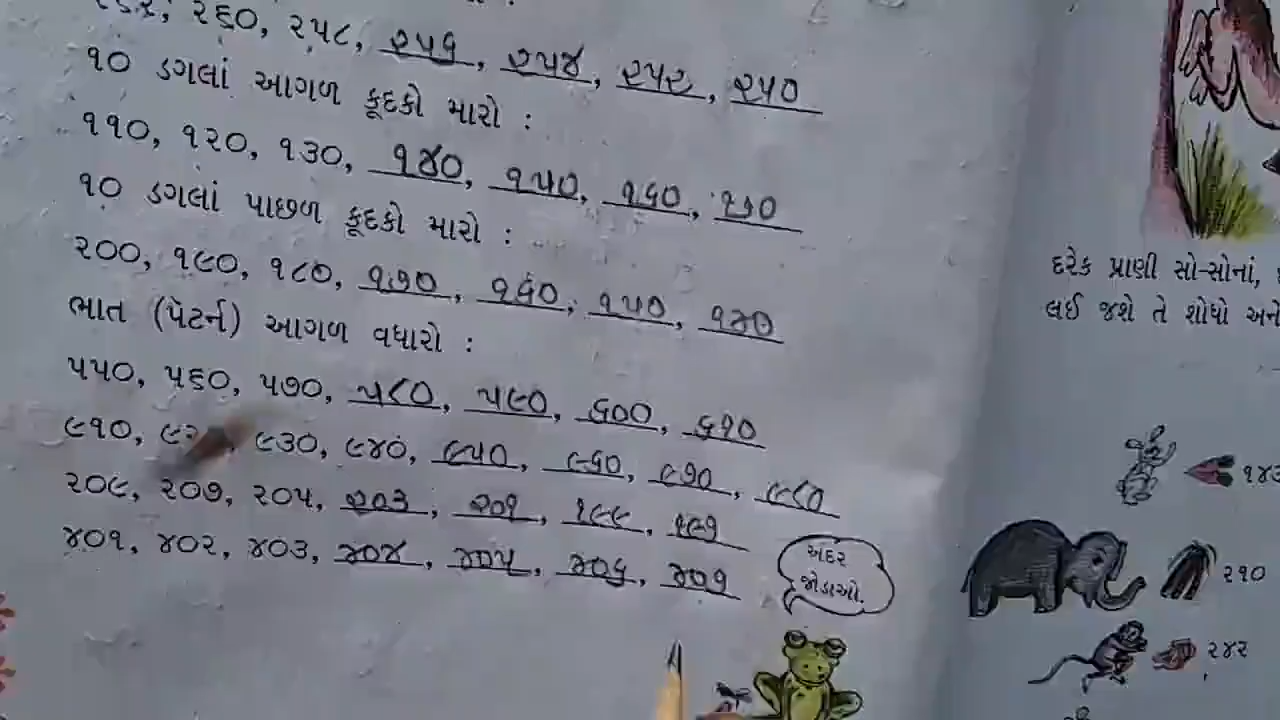 ૨૬૦, ૨૫૮, ૨૫૬, ૨૫૪, ૨૫૨, ૨૫૦
૧૦ ડગલાં આગળ કૂદકો મારો :
૧૧૦, ૧૨૦, ૧૩૦, ૧૪૦, ૧૫૦, ૧૬૦, ૧૭૦
૧૦ ડગલાં પાછળ કૂદકો મારો :
૨૦૦, ૧૯૦, ૧૮૦, ૧૭૦, ૧૬૦, ૧૫૦, ૧૪૦
ભાત (પૅટર્ન) આગળ વધારો :
૫૫૦, ૫૬૦, ૫૭૦, ૫૮૦, ૫૯૦, ૬૦૦, ૬૧૦
૯૧૦, ૯૩૦, ૯૪૦, ૯૫૦, ૯૬૦, ૯૭૦, ૯૮૦
૨૦૯, ૨૦૭, ૨૦૫, ૨૦૩, ૨૦૧, ૧૯૯, ૧૯૭
૪૦૧, ૪૦૨, ૪૦૩, ૪૦૪, ૪૦૫, ૪૦૬, ૪૦૭
અંદર
જોડાઓ.
દરેક પ્રાણી સો-સોનાં,
લઈ જશે તે શોધો અને
૨૧૦
૨૪૨